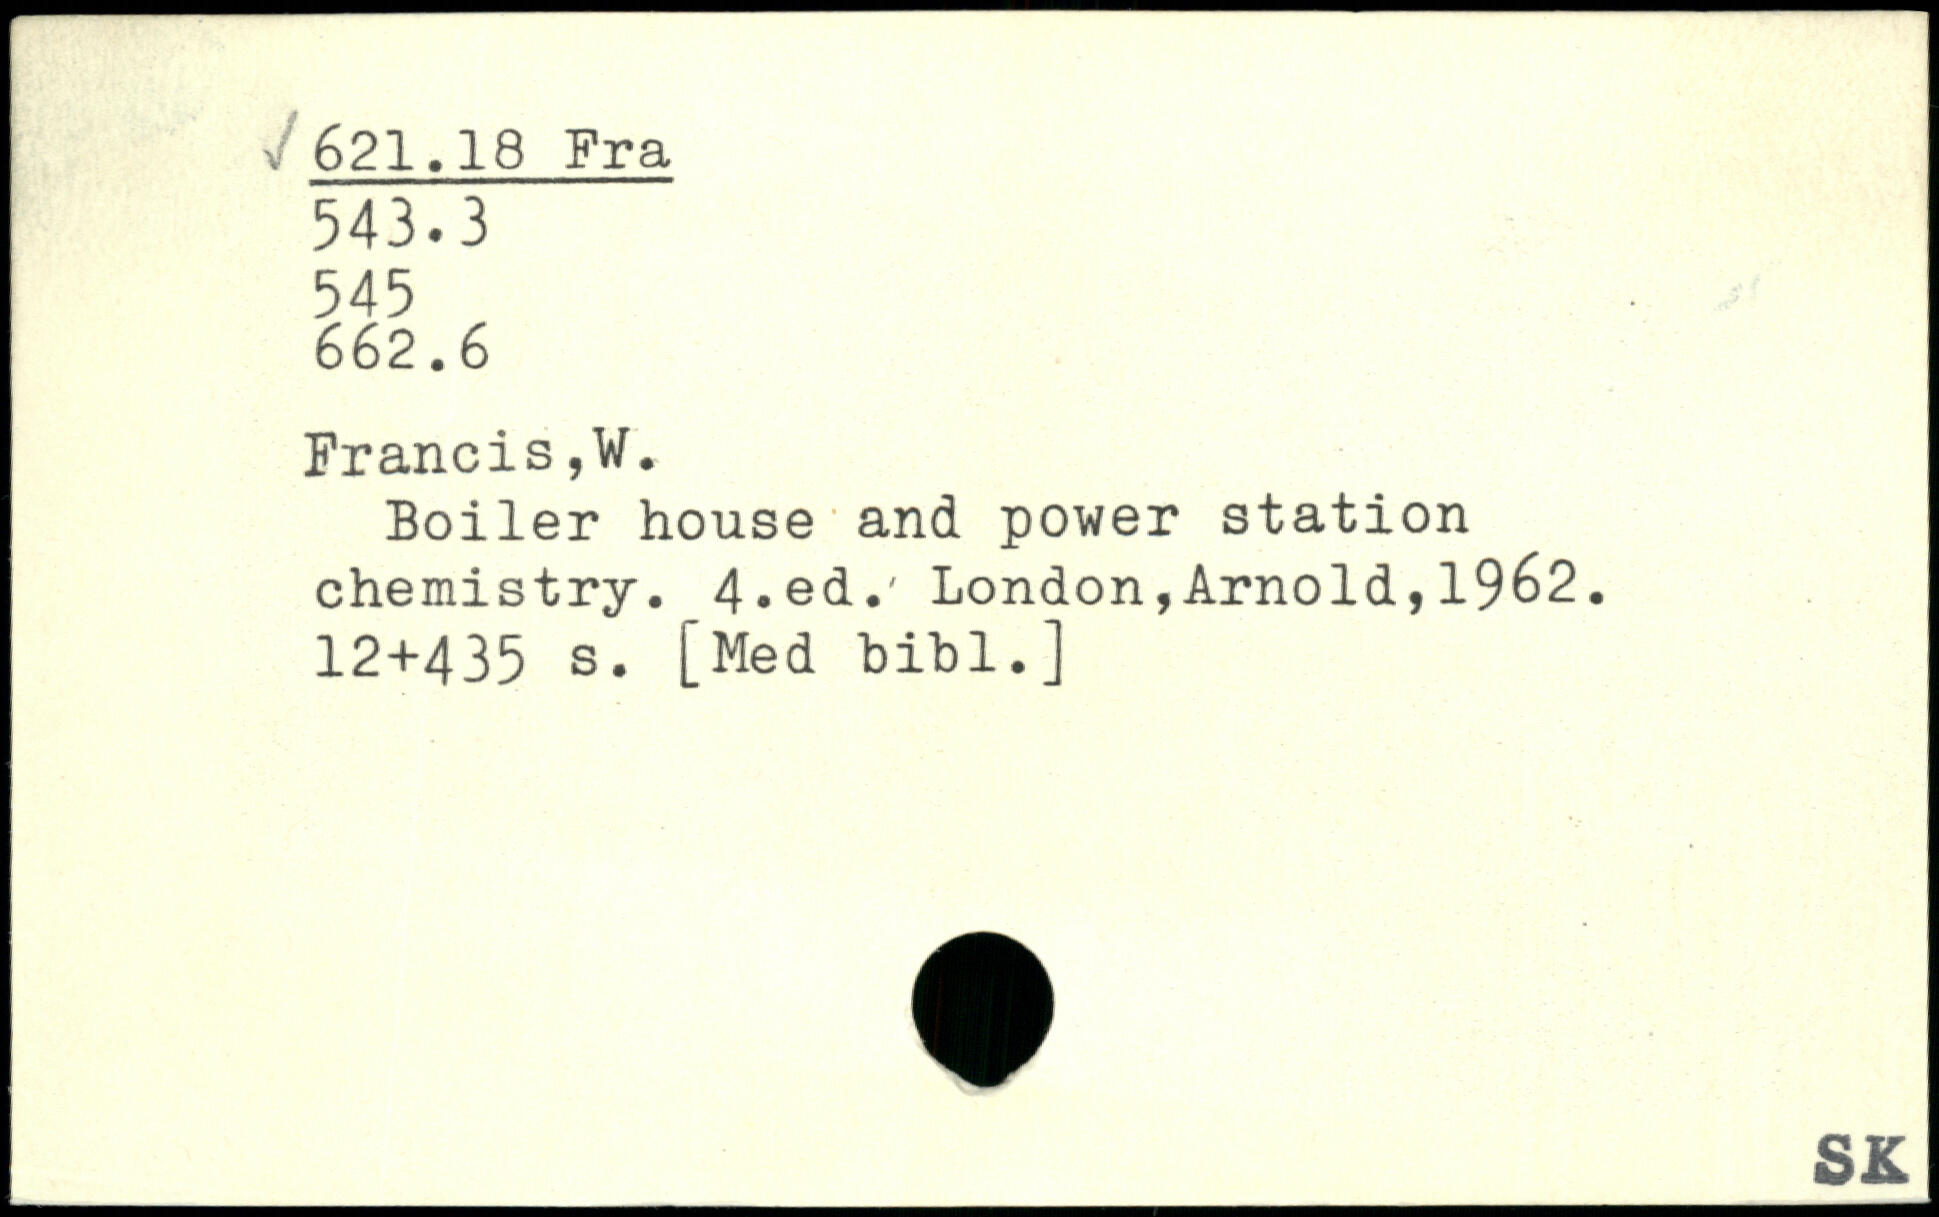 ✓ 621.18 Fra
543.3
545
662.6
Francis,W.
Boiler house and power station
chemistry. 4.ed. London,Arnold,1962.
12+435 s. [Med bibl.]
SK